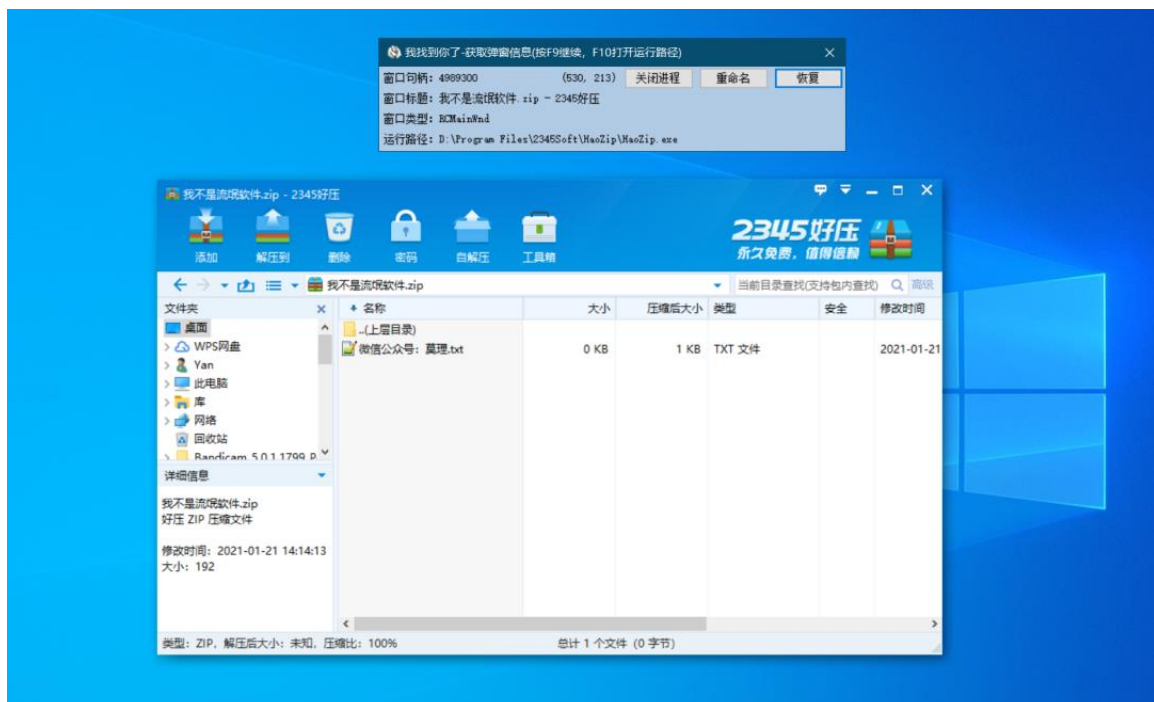 我找到你了-获取弹窗信息(按F9继续，F10打开运行路径)
窗口句柄：4989300 (530, 213) 关闭进程 重命名 恢复
窗口标题：我不是流氓软件.zip - 2345好压
窗口类型：RCMainWnd
运行路径：D:\Program Files\2345Soft\HaoZip\HaoZip.exe
我不是流氓软件.zip - 2345好压
添加 解压到 删除 密码 自解压 工具箱
2345好压
永久免费，值得信赖
我不是流氓软件.zip 当前目录查找(支持包内查找) 高级
文件夹 名称 大小 压缩后大小 类型 安全 修改时间
桌面 ..(上层目录)
WPS网盘 微信公众号：莫理.txt 0 KB 1 KB TXT 文件 2021-01-21
Yan
此电脑
库
网络
回收站
Bandicam 5.0.1.1799 P
详细信息
我不是流氓软件.zip
好压 ZIP 压缩文件
修改时间：2021-01-21 14:14:13
大小：192
类型：ZIP，解压后大小：未知，压缩比：100% 总计 1 个文件 (0 字节)